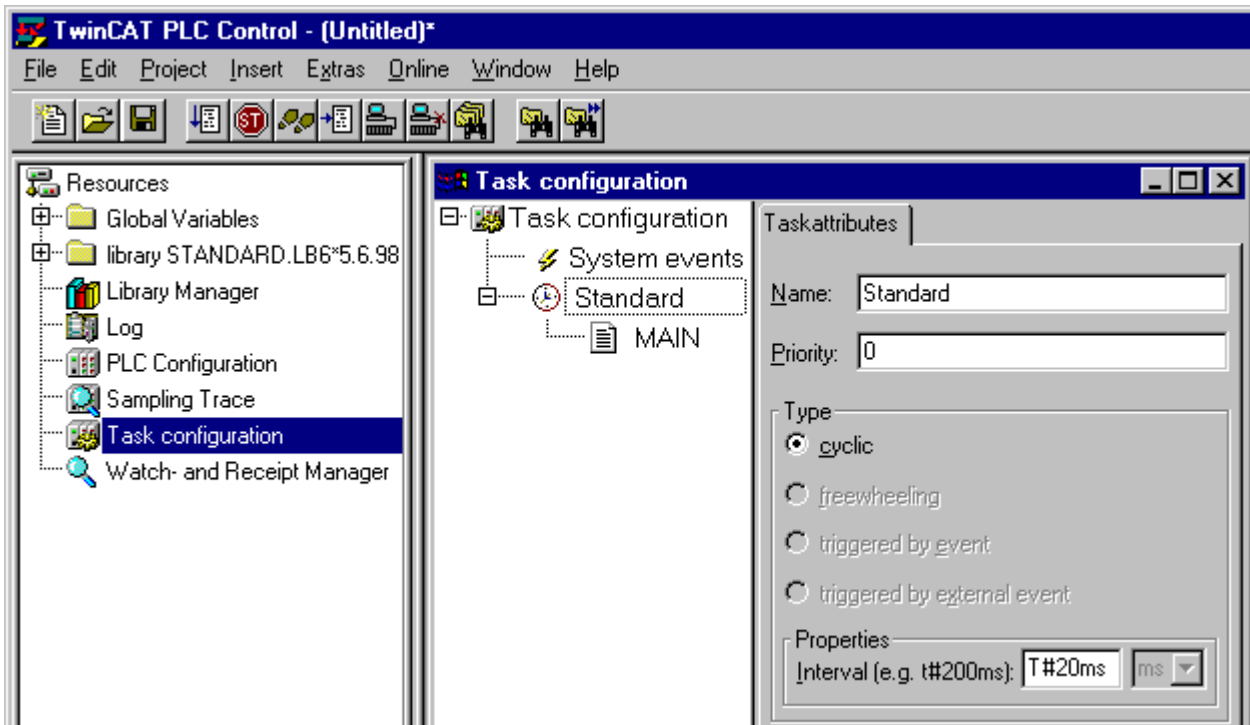 TwinCAT PLC Control - (Untitled)*
File Edit Project Insert Extras Online Window Help
ST
Resources
Global Variables
library STANDARD.LB6*5.6.98
Library Manager
Log
PLC Configuration
Sampling Trace
Task configuration
Watch- and Receipt Manager
Task configuration
Task configuration
System events
Standard
MAIN
Taskattributes
Name: Standard
Priority: 0
Type
cyclic
freewheeling
triggered by event
triggered by external event
Properties
Interval (e.g. t#200ms): T#20ms ms